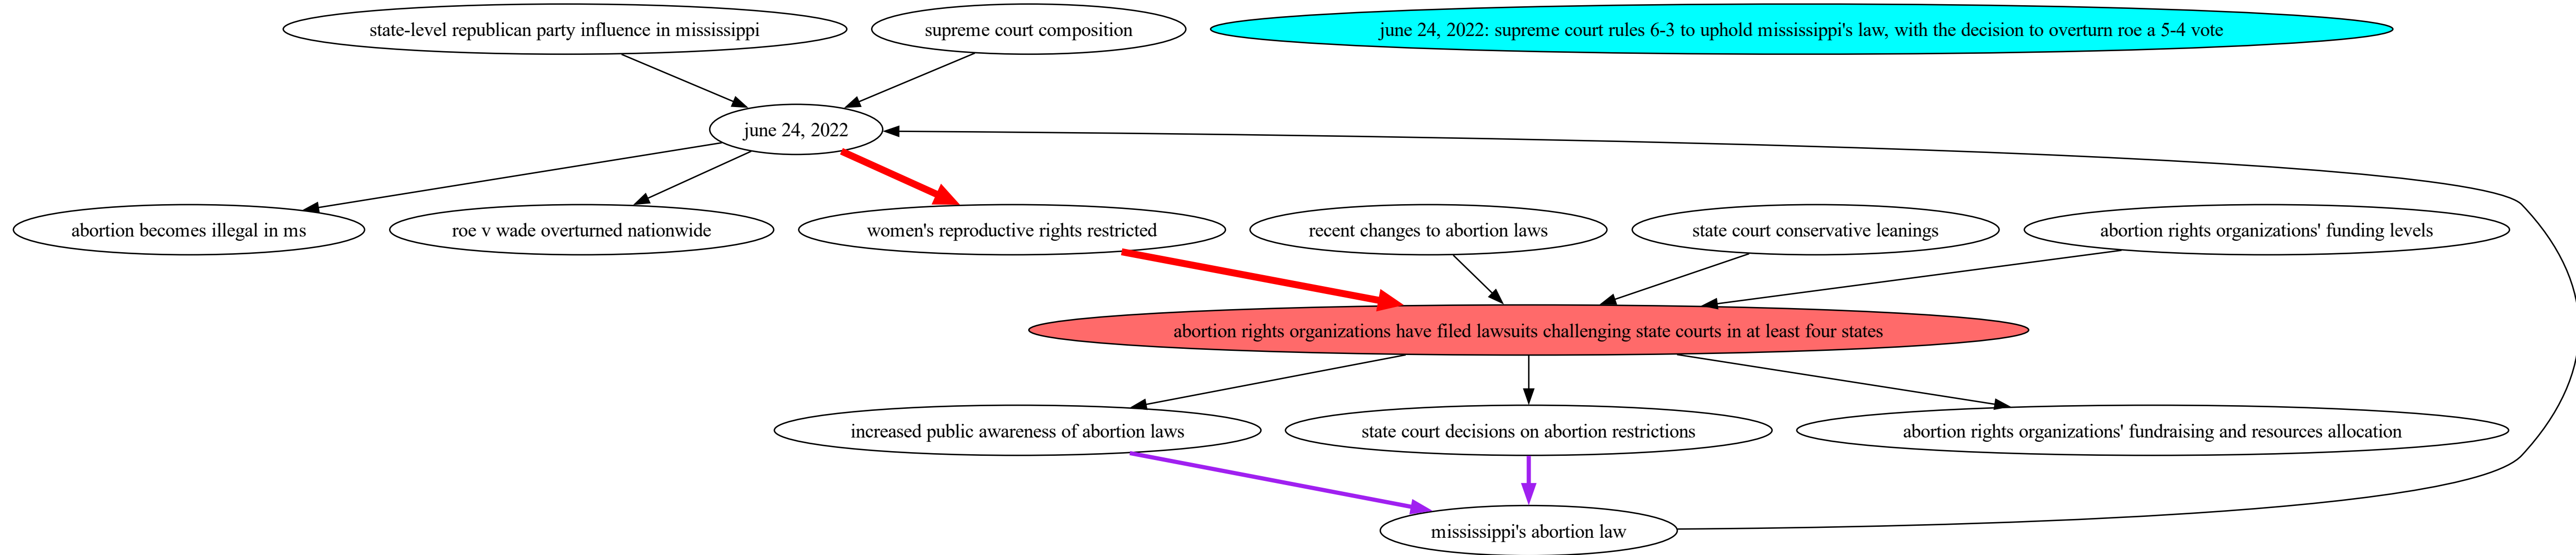 state-level republican party influence in mississippi
supreme court composition
june 24, 2022: supreme court rules 6-3 to uphold mississippi's law, with the decision to overturn roe a 5-4 vote
june 24, 2022
abortion becomes illegal in ms
roe v wade overturned nationwide
women's reproductive rights restricted
recent changes to abortion laws
state court conservative leanings
abortion rights organizations' funding levels
abortion rights organizations have filed lawsuits challenging state courts in at least four states
increased public awareness of abortion laws
state court decisions on abortion restrictions
abortion rights organizations' fundraising and resources allocation
mississippi's abortion law